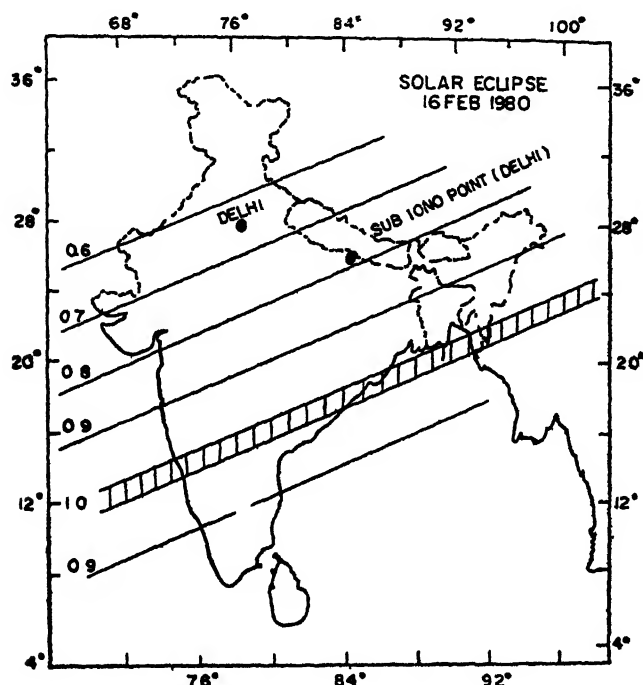 68° 76° 84° 92° 100°
36° 36°
SOLAR ECLIPSE
16 FEB 1980
SUB IONO POINT (DELHI)
DELHI
28° 28°
0.6
0.7
20° 20°
0.8
0.9
12° 12°
1.0
0.9
4° 4°
76° 84° 92°